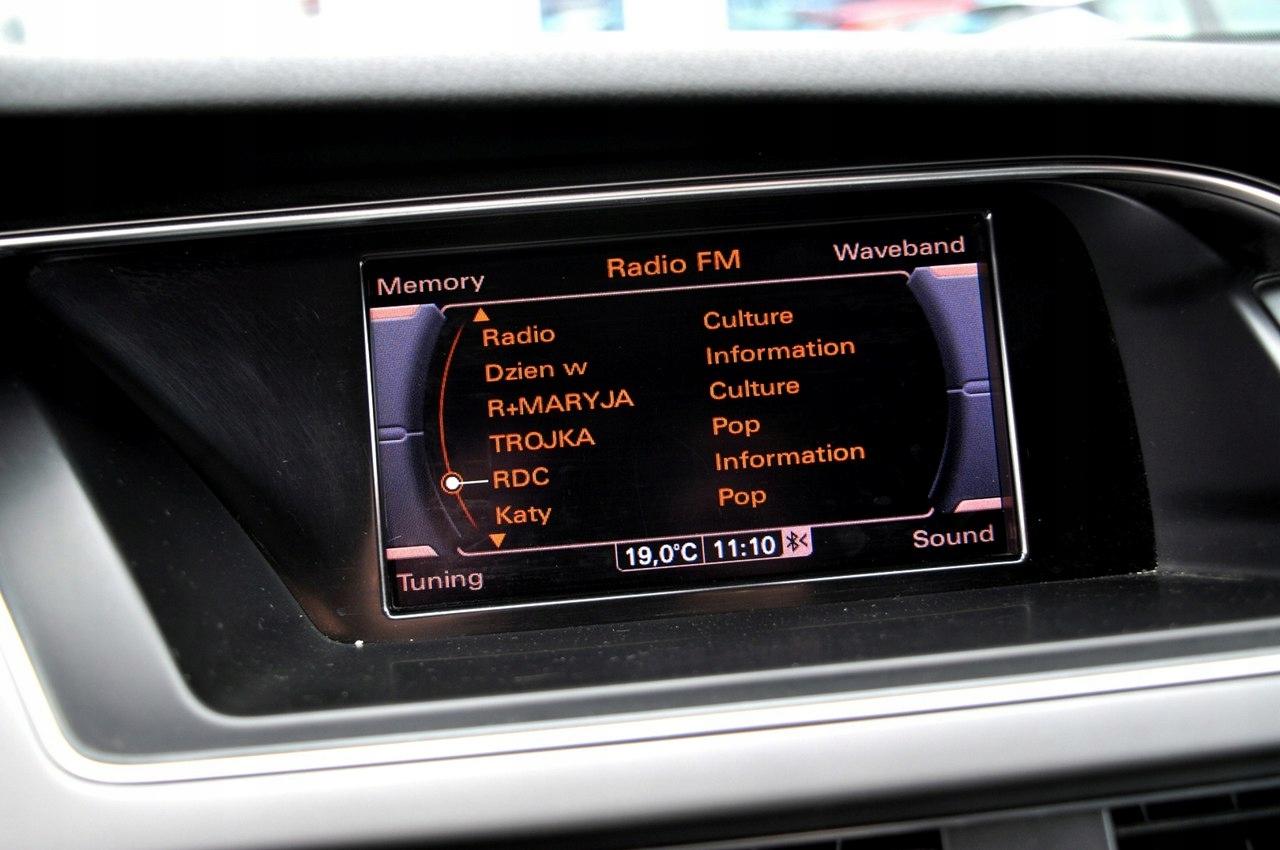 Memory Radio FM Waveband
Radio Culture
Dzien w Information
R+MARYJA Culture
TROJKA Pop
RDC Information
Katy Pop
19,0°C 11:10
Tuning Sound